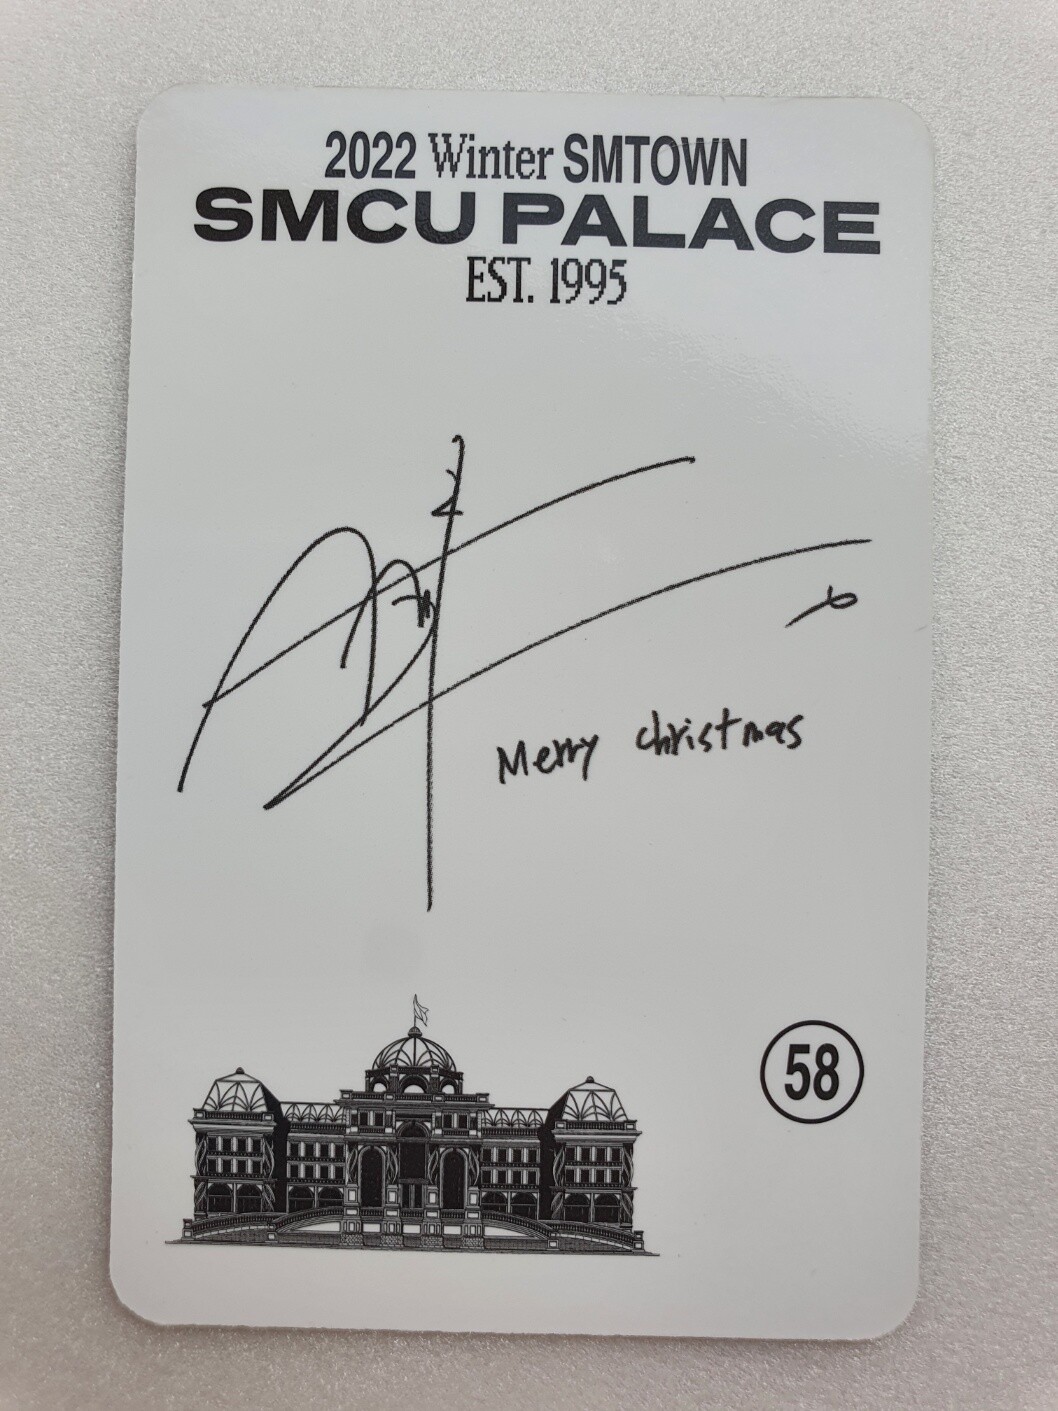 2022 Winter SMTOWN
SMCU PALACE
EST. 1995
Merry christmas
58